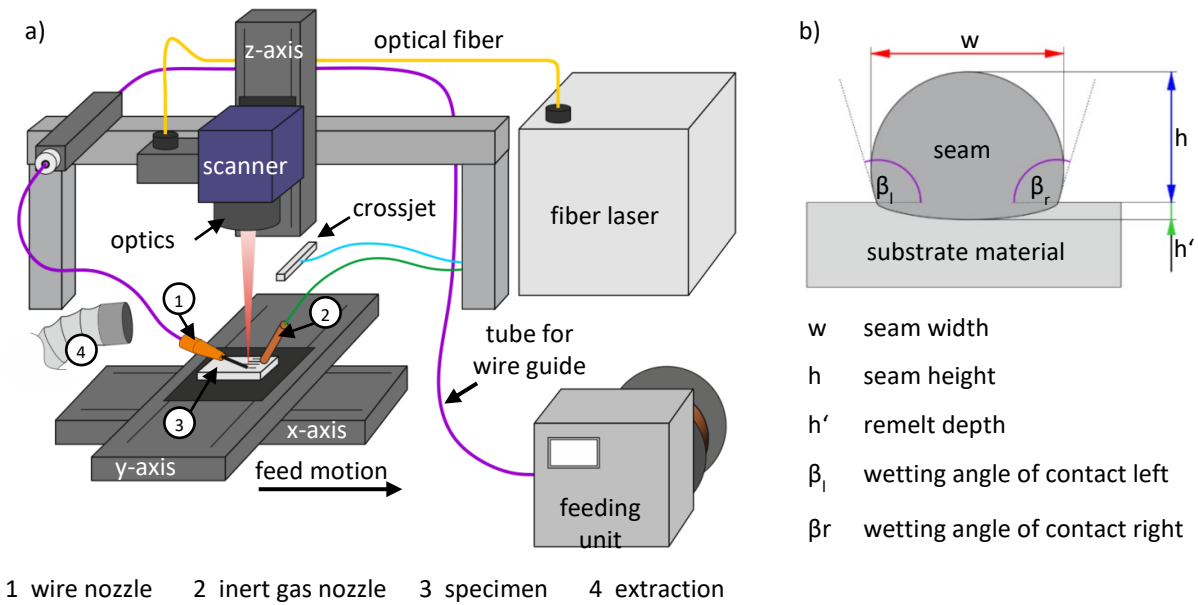 a)
z-axis
optical fiber
scanner
optics
crossjet
fiber laser
1
2
3
4
tube for
wire guide
x-axis
y-axis
feed motion
feeding
unit
1 wire nozzle 2 inert gas nozzle 3 specimen 4 extraction
b)
w
seam
h
βl
βr
substrate material
h‘
w seam width
h seam height
h‘ remelt depth
βl wetting angle of contact left
βr wetting angle of contact right